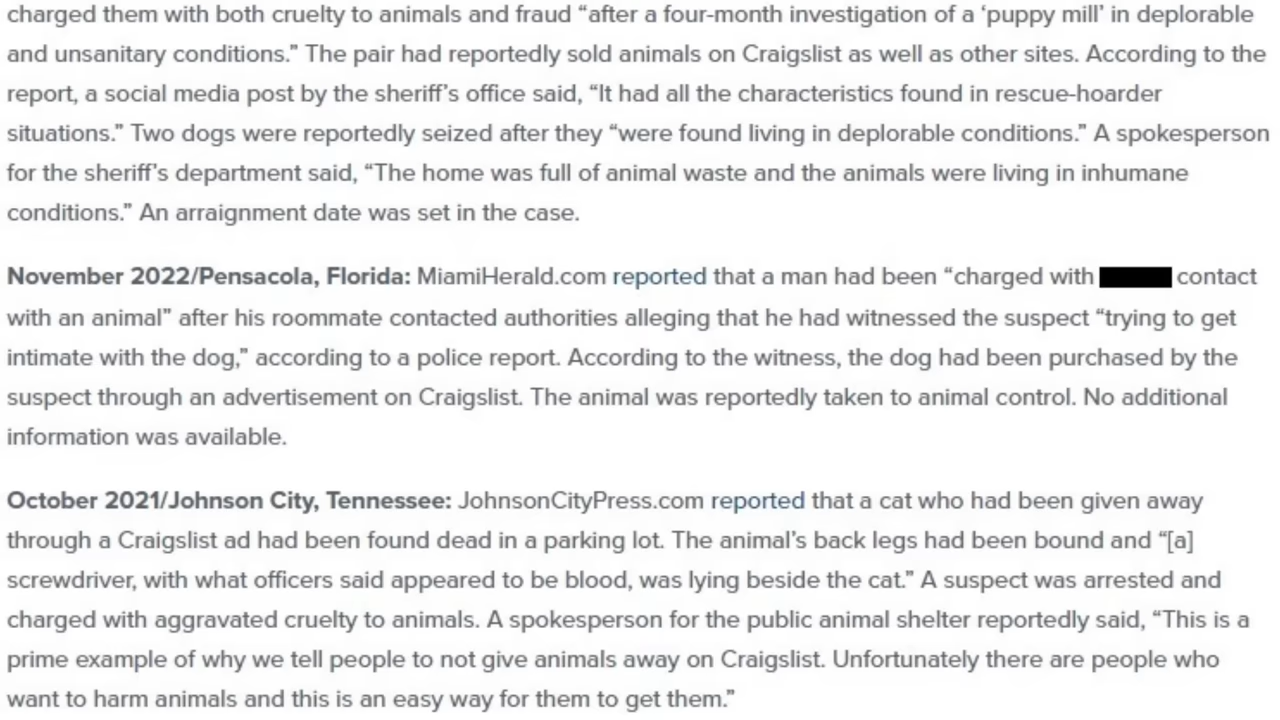 charged them with both cruelty to animals and fraud “after a four-month investigation of a ‘puppy mill’ in deplorable
and unsanitary conditions.” The pair had reportedly sold animals on Craigslist as well as other sites. According to the
report, a social media post by the sheriff’s office said, “It had all the characteristics found in rescue-hoarder
situations.” Two dogs were reportedly seized after they “were found living in deplorable conditions.” A spokesperson
for the sheriff’s department said, “The home was full of animal waste and the animals were living in inhumane
conditions.” An arraignment date was set in the case.
November 2022/Pensacola, Florida: MiamiHerald.com reported that a man had been “charged with contact
with an animal” after his roommate contacted authorities alleging that he had witnessed the suspect “trying to get
intimate with the dog,” according to a police report. According to the witness, the dog had been purchased by the
suspect through an advertisement on Craigslist. The animal was reportedly taken to animal control. No additional
information was available.
October 2021/Johnson City, Tennessee: JohnsonCityPress.com reported that a cat who had been given away
through a Craigslist ad had been found dead in a parking lot. The animal’s back legs had been bound and “[a]
screwdriver, with what officers said appeared to be blood, was lying beside the cat.” A suspect was arrested and
charged with aggravated cruelty to animals. A spokesperson for the public animal shelter reportedly said, “This is a
prime example of why we tell people to not give animals away on Craigslist. Unfortunately there are people who
want to harm animals and this is an easy way for them to get them.”